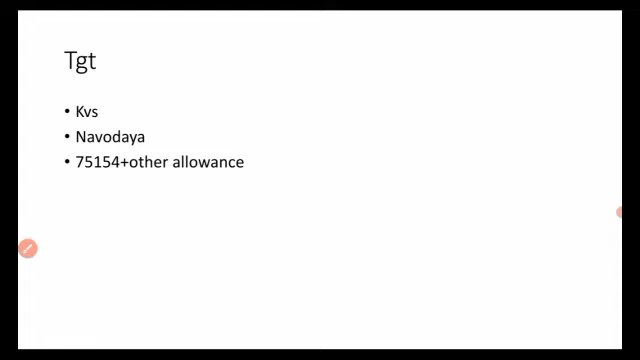 Tgt
• Kvs
• Navodaya
• 75154+other allowance